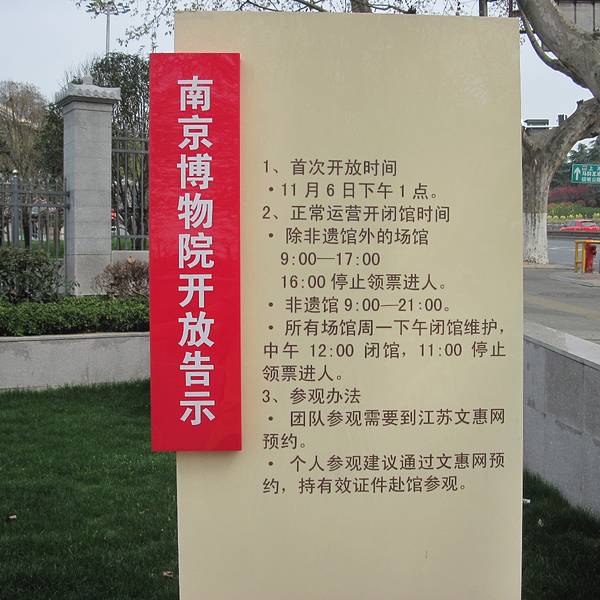 南京博物院开放告示
1、首次开放时间
·11月6日下午1点。
2、正常运营开闭馆时间
· 除非遗馆外的场馆
9:00—17:00
16:00停止领票进人。
· 非遗馆9:00—21:00。
· 所有场馆周一下午闭馆维护，
中午 12:00 闭馆，11:00 停止
领票进人。
3、参观办法
· 团队参观需要到江苏文惠网
预约。
· 个人参观建议通过文惠网预
约，持有效证件赴馆参观。